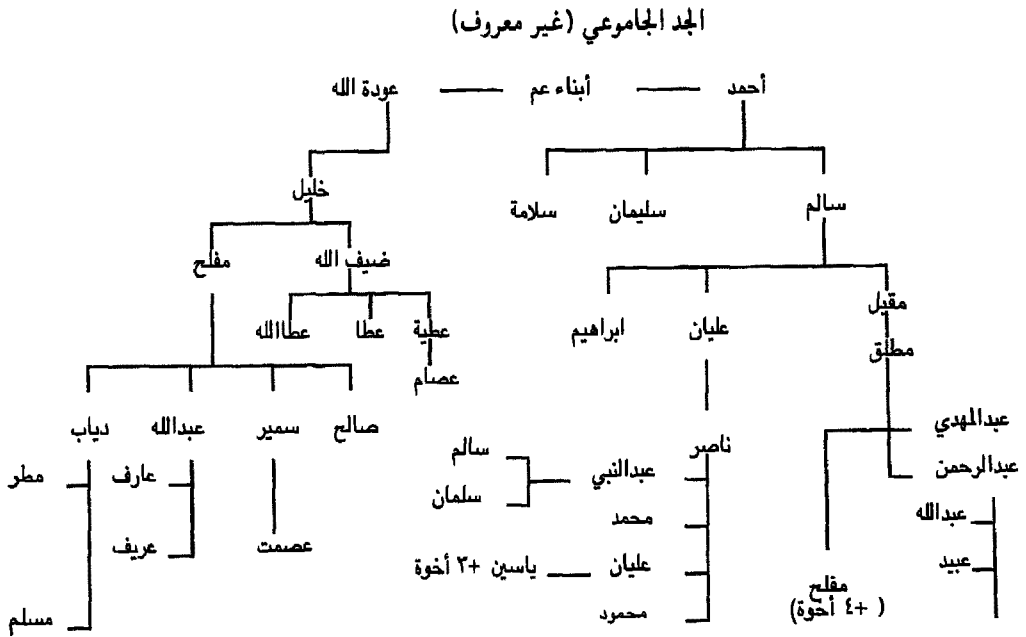 الجد الجاموعي (غير معروف)
أحمد أبناء عم عودة الله
سالم سليمان سلامة خليل
مقيل عليان ابراهيم ضيف الله مفلح
مطلق عطية عطا عطاالله
عصام
عبدالمهدي ناصر صالح سمير عبدالله دياب
عبدالرحمن عبدالنبي سالم عارف مطر
سلمان
عبدالله محمد
عبيد عليان ياسين +٣ أخوة عصمت عريف
مفلح محمود مسلم
( +٤ أخوة)